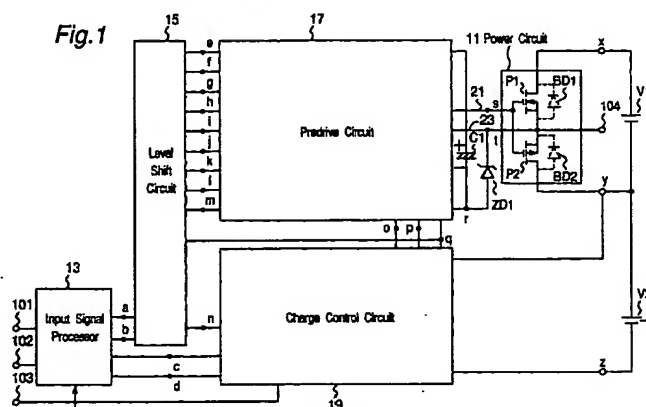 Fig.1
15
17
11 Power Circuit
e
f
g
h
i
j
k
l
m
Level
Shift
Circuit
Predrive Circuit
21
s
23
C1
t
ZD1
r
P1
BD1
P2
BD2
x
104
y
o
p
q
13
101
102
103
Input Signal
Processor
a
b
c
d
n
Charge Control Circuit
19
z